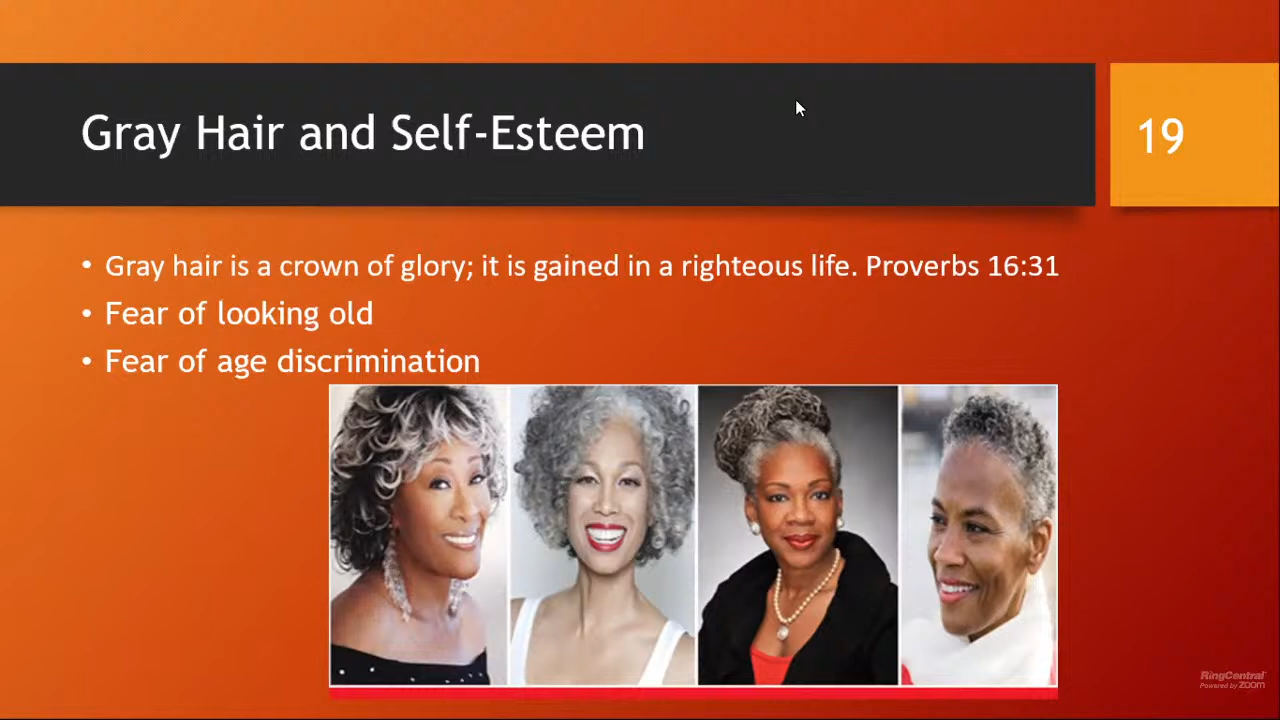 Gray Hair and Self-Esteem
19
• Gray hair is a crown of glory; it is gained in a righteous life. Proverbs 16:31
• Fear of looking old
• Fear of age discrimination
RingCentral
Powered by zoom